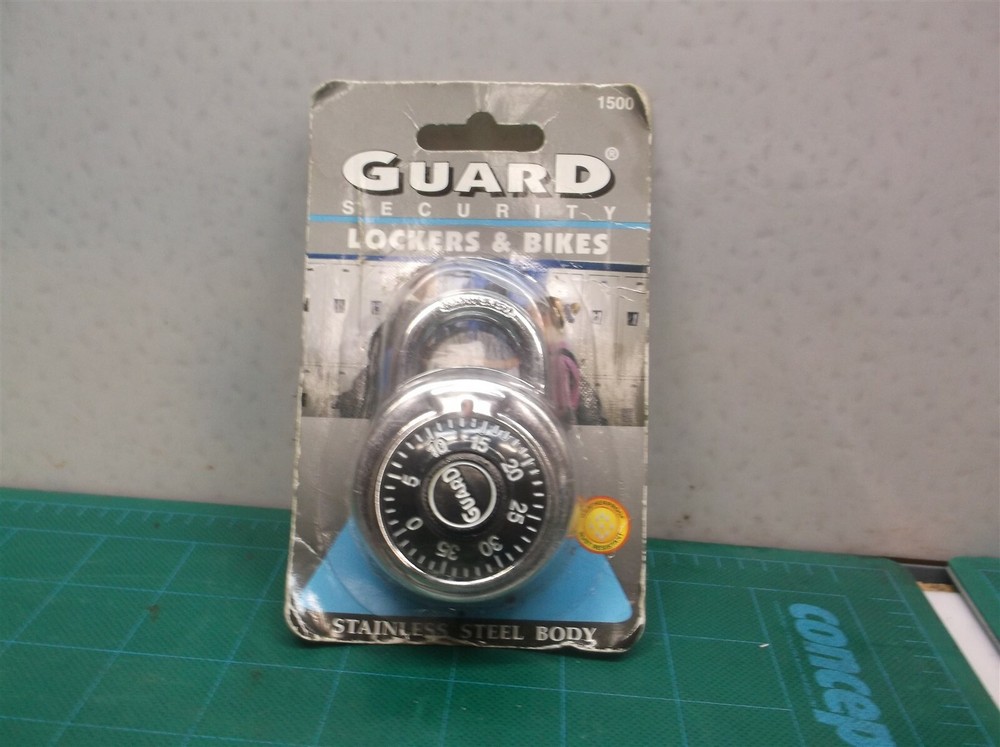 1500
GUARD®
SECURITY
LOCKERS & BIKES
10 15 20
5 25
0 35 30
GUARD
STAINLESS STEEL BODY
concep